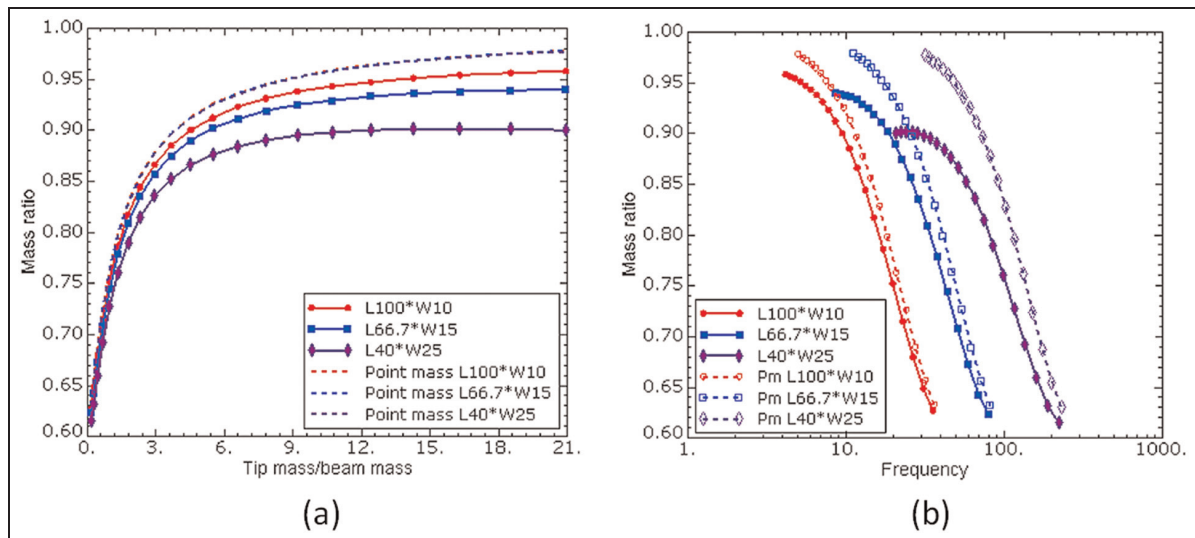 1.00
0.95
0.90
0.85
0.80
0.75
0.70
0.65
0.60
Mass ratio
0. 3. 6. 9. 12. 15. 18. 21.
Tip mass/beam mass
L100*W10
L66.7*W15
L40*W25
Point mass L100*W10
Point mass L66.7*W15
Point mass L40*W25
(a)
1.00
0.95
0.90
0.85
0.80
0.75
0.70
0.65
0.60
Mass ratio
1. 10. 100. 1000.
Frequency
L100*W10
L66.7*W15
L40*W25
Pm L100*W10
Pm L66.7*W15
Pm L40*W25
(b)